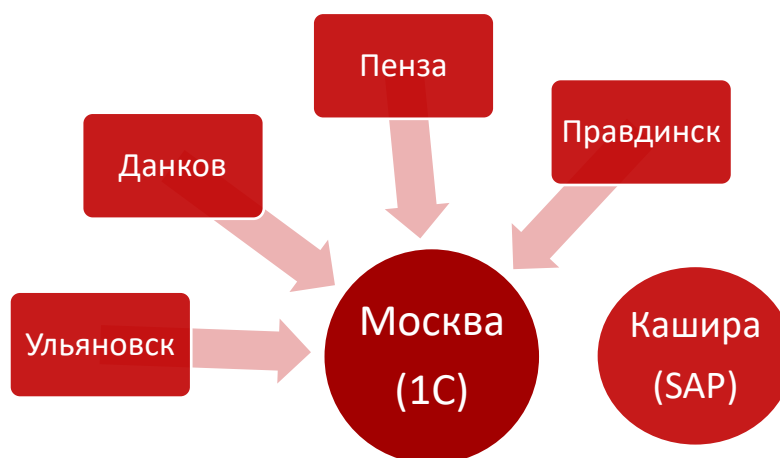 Пенза
Правдинск
Данков
Ульяновск
Москва
(1С)
Кашира
(SAP)